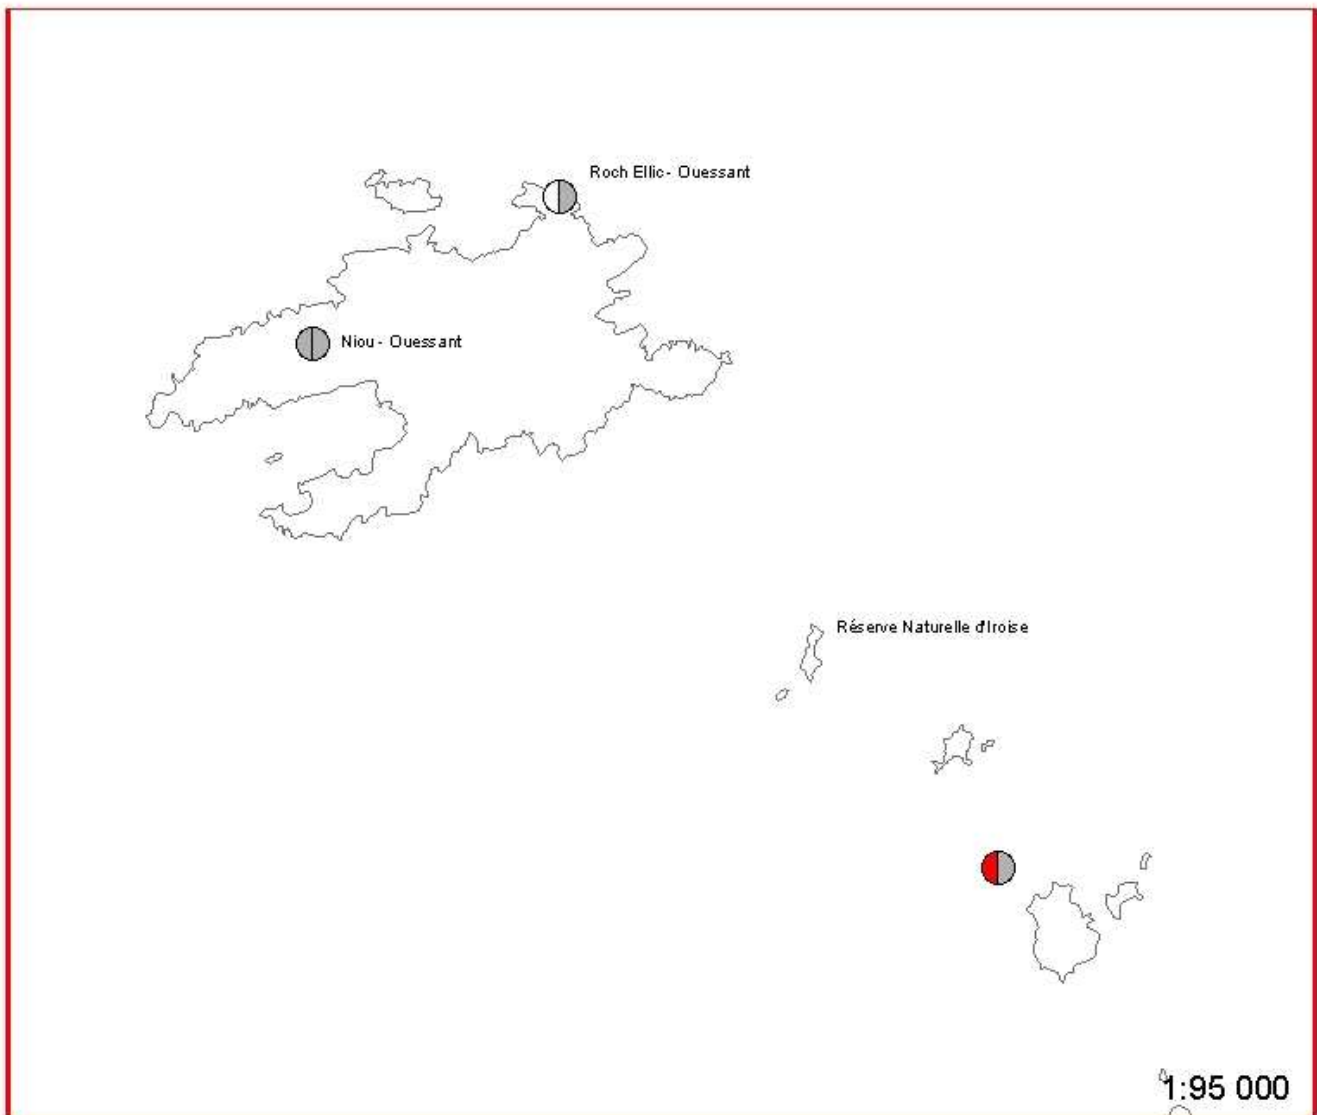 Roch Ellic - Ouessant
Niou - Ouessant
Réserve Naturelle d'Iroise
1:95 000